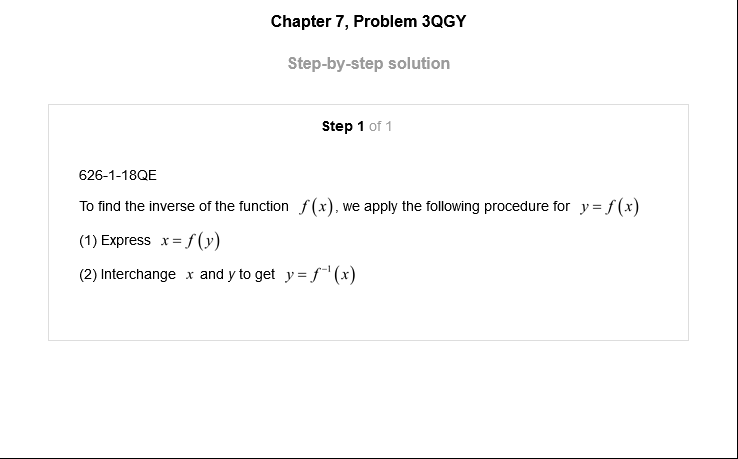 Chapter 7, Problem 3QGY
Step-by-step solution
Step 1 of 1
626-1-18QE
To find the inverse of the function f(x), we apply the following procedure for y = f(x)
(1) Express x = f(y)
(2) Interchange x and y to get y = f⁻¹(x)